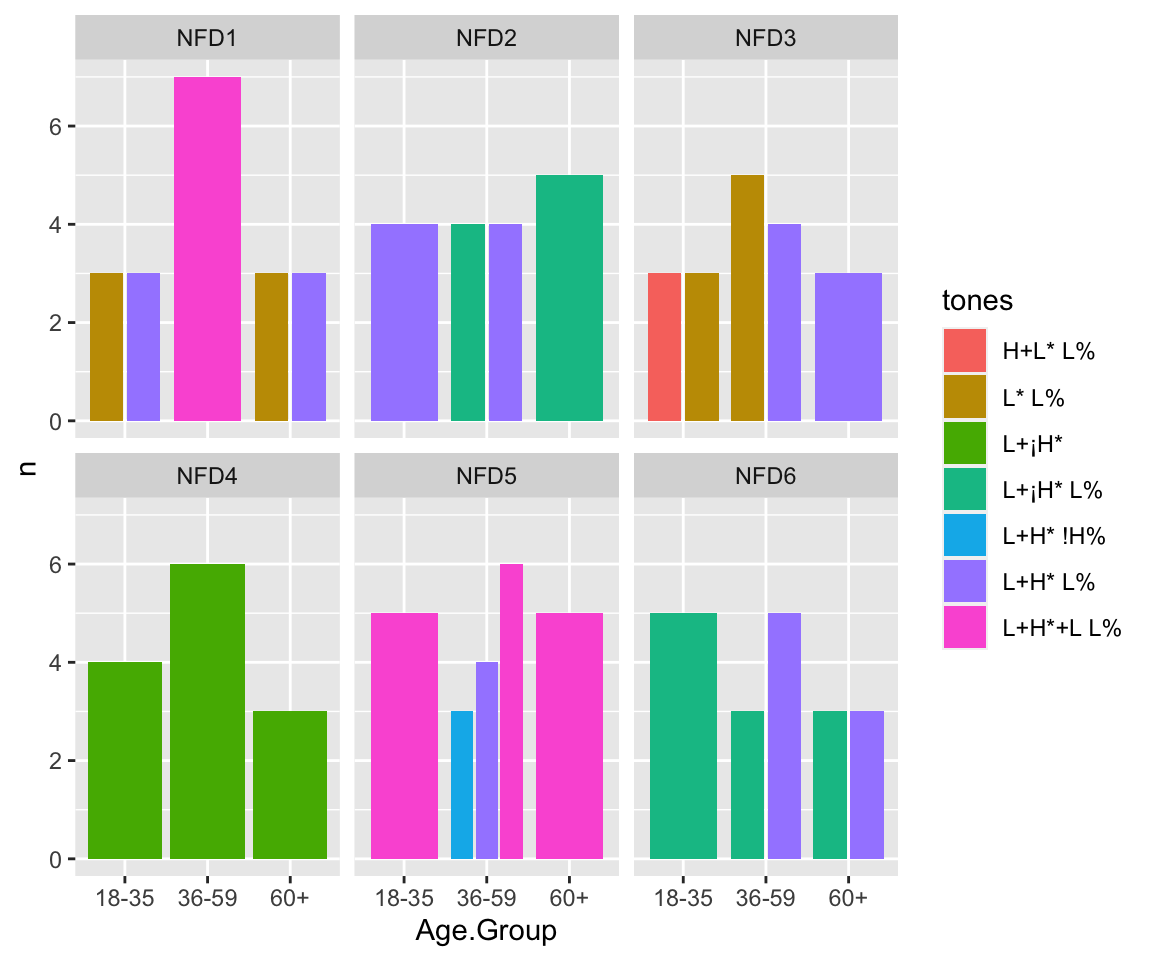 NFD1 NFD2 NFD3
6
4
2
0
n
NFD4 NFD5 NFD6
6
4
2
0
18-35 36-59 60+ 18-35 36-59 60+ 18-35 36-59 60+
Age.Group
tones
H+L* L%
L* L%
L+¡H*
L+¡H* L%
L+H* !H%
L+H* L%
L+H*+L L%